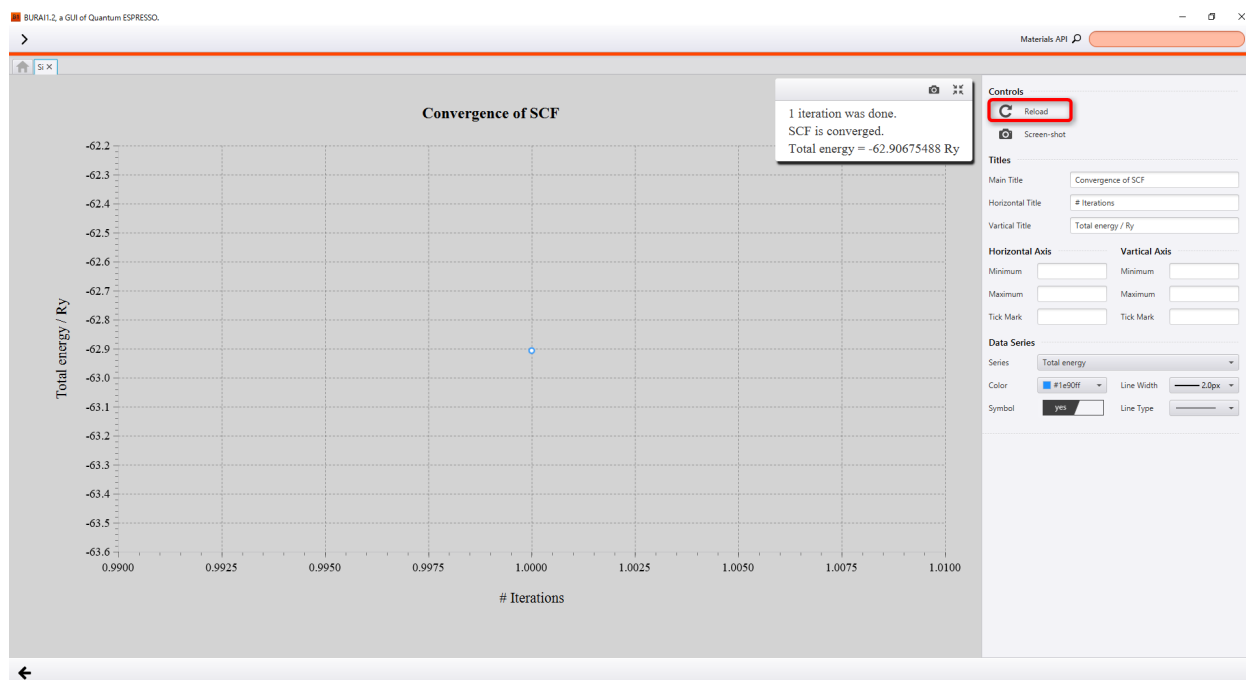 BURAI1.2, a GUI of Quantum ESPRESSO.
Materials API
Si
Convergence of SCF
1 iteration was done.
SCF is converged.
Total energy = -62.90675488 Ry
-62.2
-62.3
-62.4
-62.5
-62.6
-62.7
-62.8
-62.9
-63.0
-63.1
-63.2
-63.3
-63.4
-63.5
-63.6
Total energy / Ry
0.9900 0.9925 0.9950 0.9975 1.0000 1.0025 1.0050 1.0075 1.0100
# Iterations
Controls
Reload
Screen-shot
Titles
Main Title Convergence of SCF
Horizontal Title # Iterations
Vartical Title Total energy / Ry
Horizontal Axis Vartical Axis
Minimum Minimum
Maximum Maximum
Tick Mark Tick Mark
Data Series
Series Total energy
Color #1e90ff Line Width 2.0px
Symbol yes Line Type